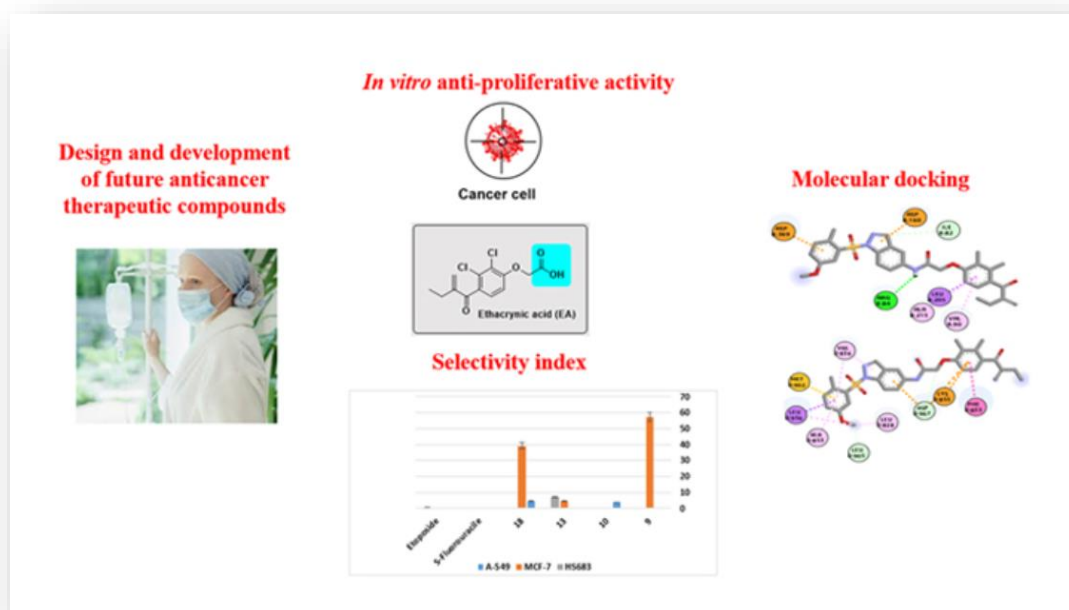 In vitro anti-proliferative activity
Design and development
of future anticancer
therapeutic compounds
Cancer cell
Cl
Cl
O
O
OH
O
Ethacrynic acid (EA)
Selectivity index
70
60
50
40
30
20
10
0
Etoposide
5-Fluorouracile
18
13
10
9
A-549
MCF-7
HS683
Molecular docking